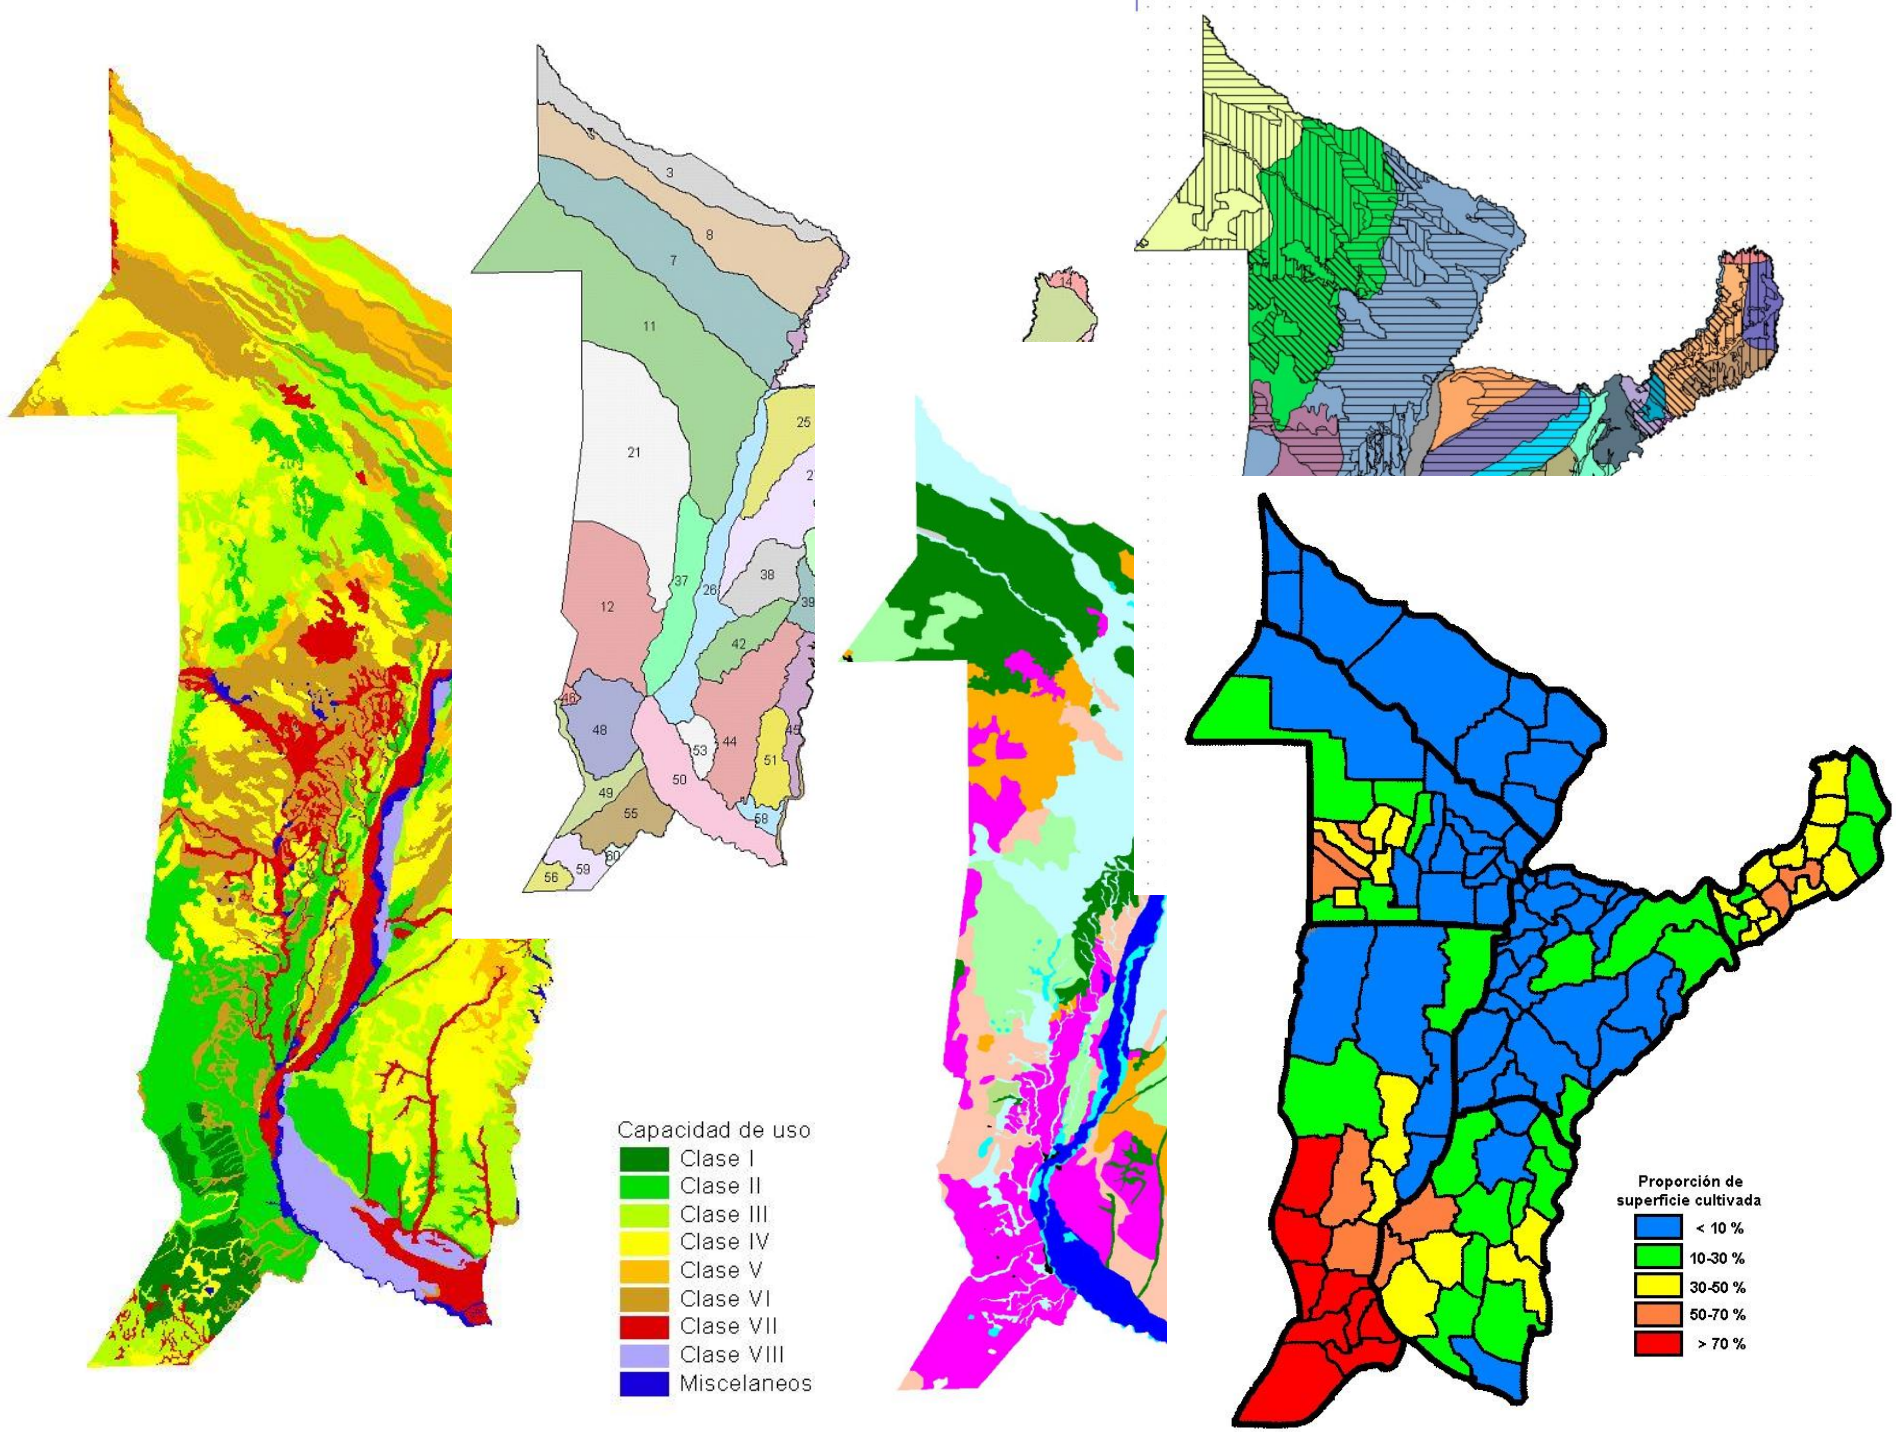 3
14
8
7
11
25
21
2
38
37
26
39
12
42
46
48
44
45
53
51
50
49
55
58
60
59
56
Capacidad de uso
Clase I
Clase II
Clase III
Clase IV
Clase V
Clase VI
Clase VII
Clase VIII
Miscelaneos
Proporción de
superficie cultivada
< 10 %
10-30 %
30-50 %
50-70 %
> 70 %